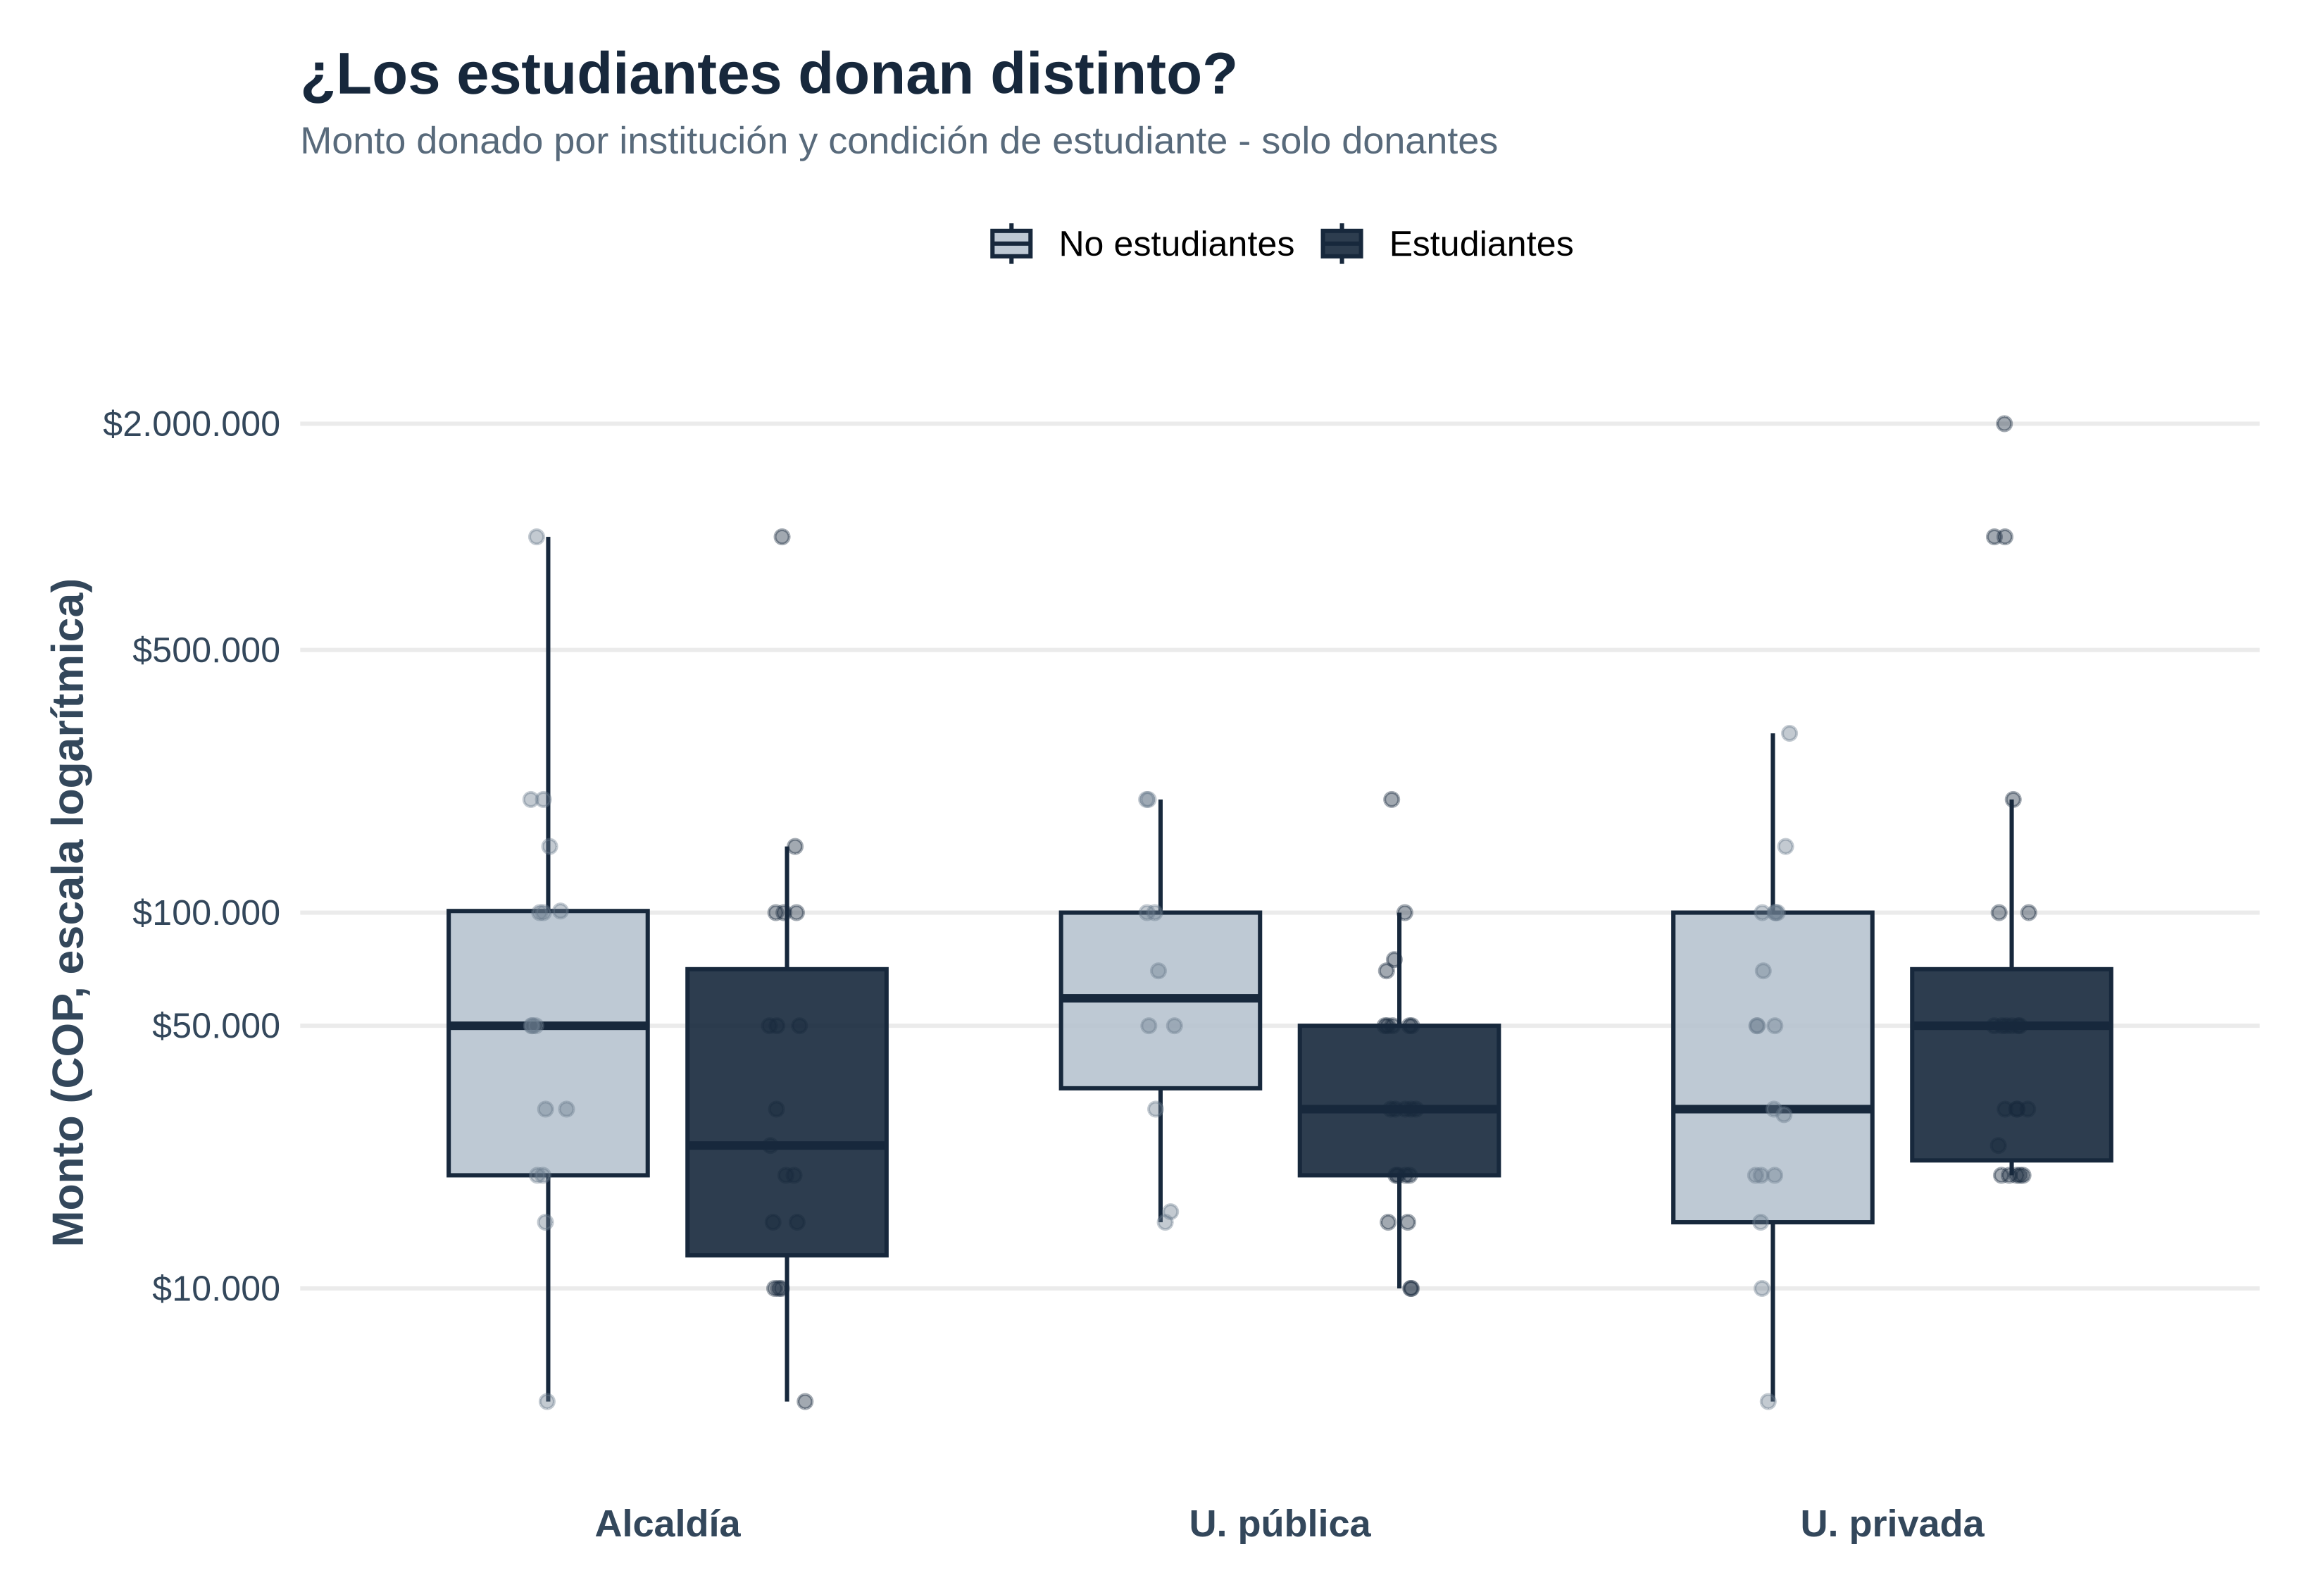 ¿Los estudiantes donan distinto?
Monto donado por institución y condición de estudiante - solo donantes
No estudiantes
Estudiantes
Monto (COP, escala logarítmica)
$2.000.000
$500.000
$100.000
$50.000
$10.000
Alcaldía
U. pública
U. privada